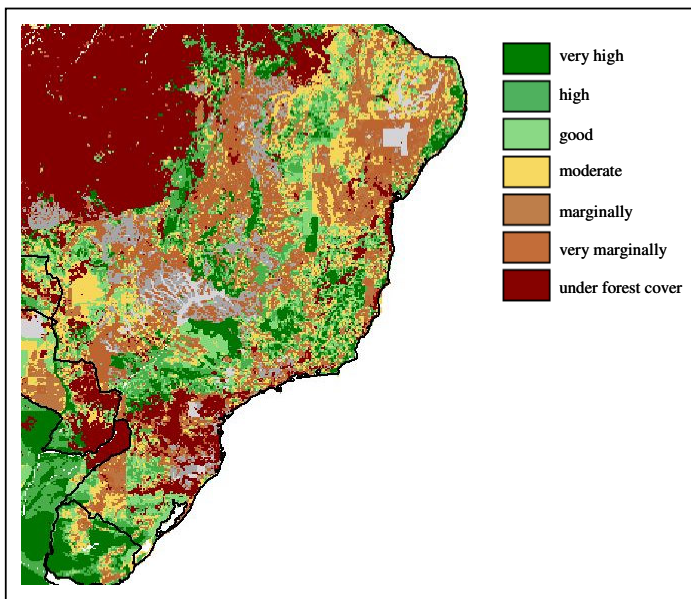 very high
high
good
moderate
marginally
very marginally
under forest cover